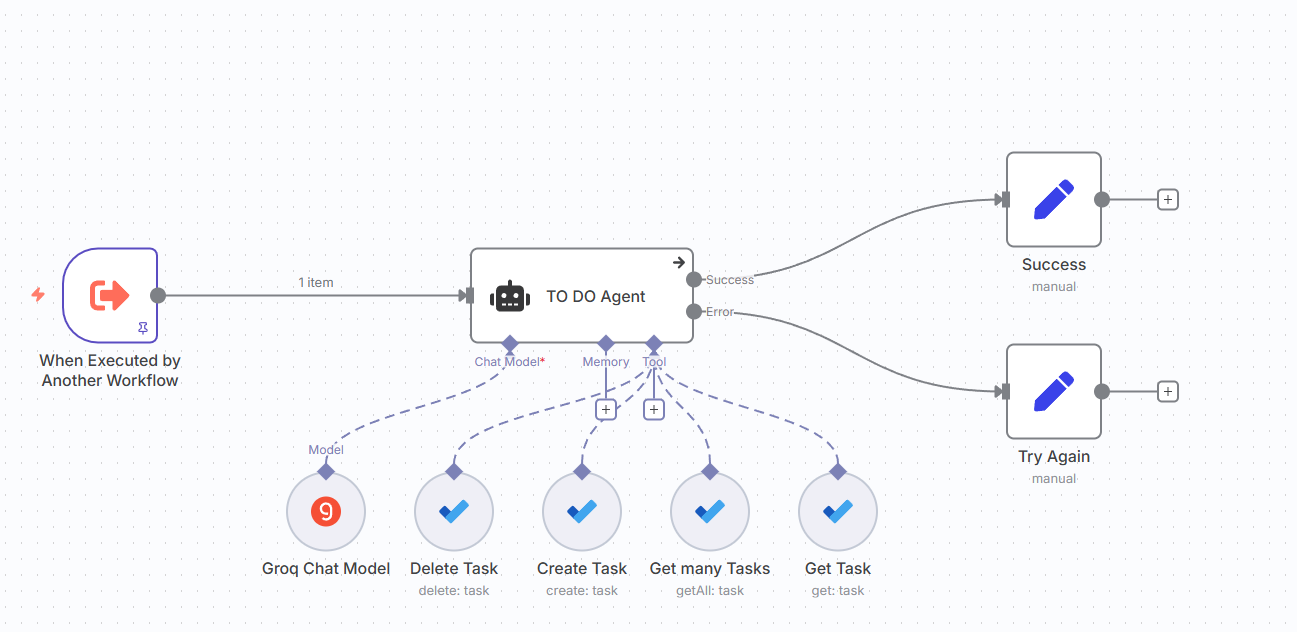 1 item
When Executed by
Another Workflow
TO DO Agent
Success
Error
Chat Model*
Memory
Tool
+
+
Success
manual
+
Try Again
manual
+
Model
Groq Chat Model
Delete Task
delete: task
Create Task
create: task
Get many Tasks
getAll: task
Get Task
get: task